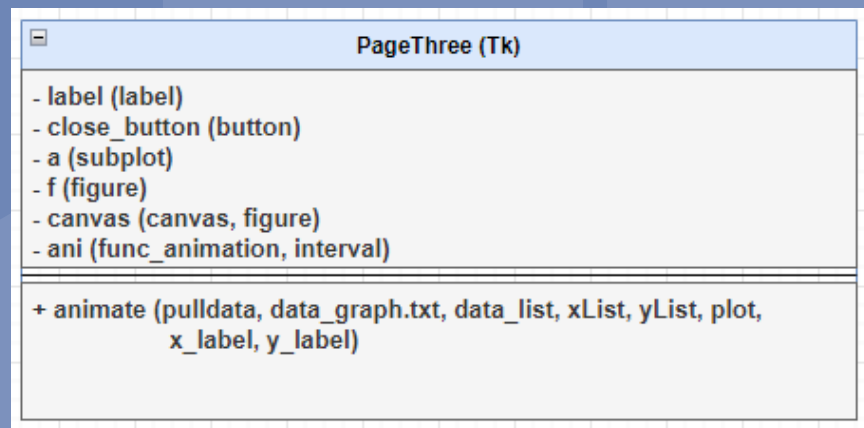 PageThree (Tk)
- label (label)
- close_button (button)
- a (subplot)
- f (figure)
- canvas (canvas, figure)
- ani (func_animation, interval)
+ animate (pulldata, data_graph.txt, data_list, xList, yList, plot,
x_label, y_label)